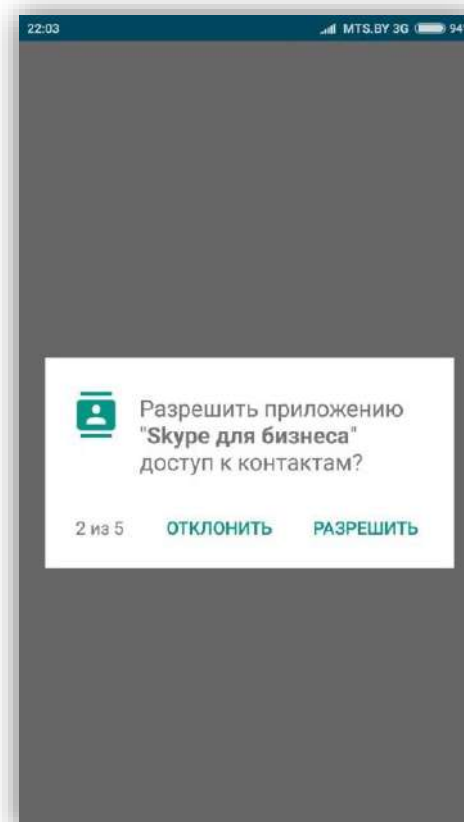 22:03 MTS.BY 3G 94%
Разрешить приложению
"Skype для бизнеса"
доступ к контактам?
2 из 5 ОТКЛОНИТЬ РАЗРЕШИТЬ